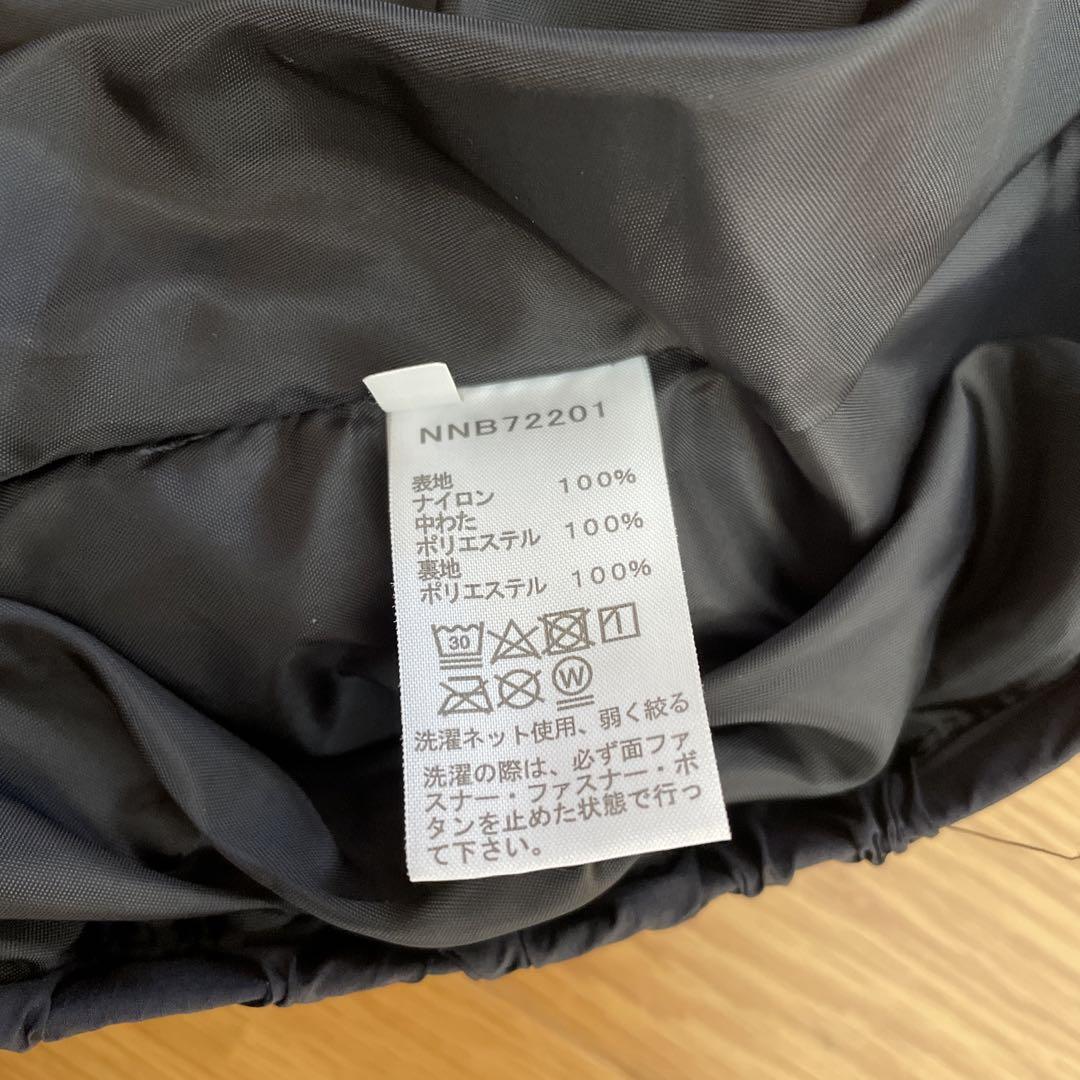 NNB72201
表地
ナイロン 100%
中わた
ポリエステル 100%
裏地
ポリエステル 100%
30
W
洗濯ネット使用、弱く絞る
洗濯の際は、必ず面ファ
スナー・ファスナー・ボ
タンを止めた状態で行っ
て下さい。